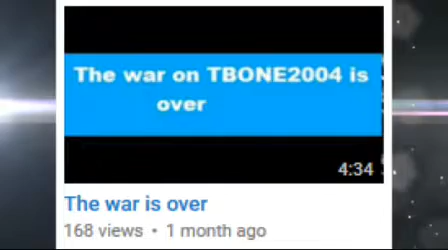 The war on TBONE2004 is
over
4:34
The war is over
168 views • 1 month ago